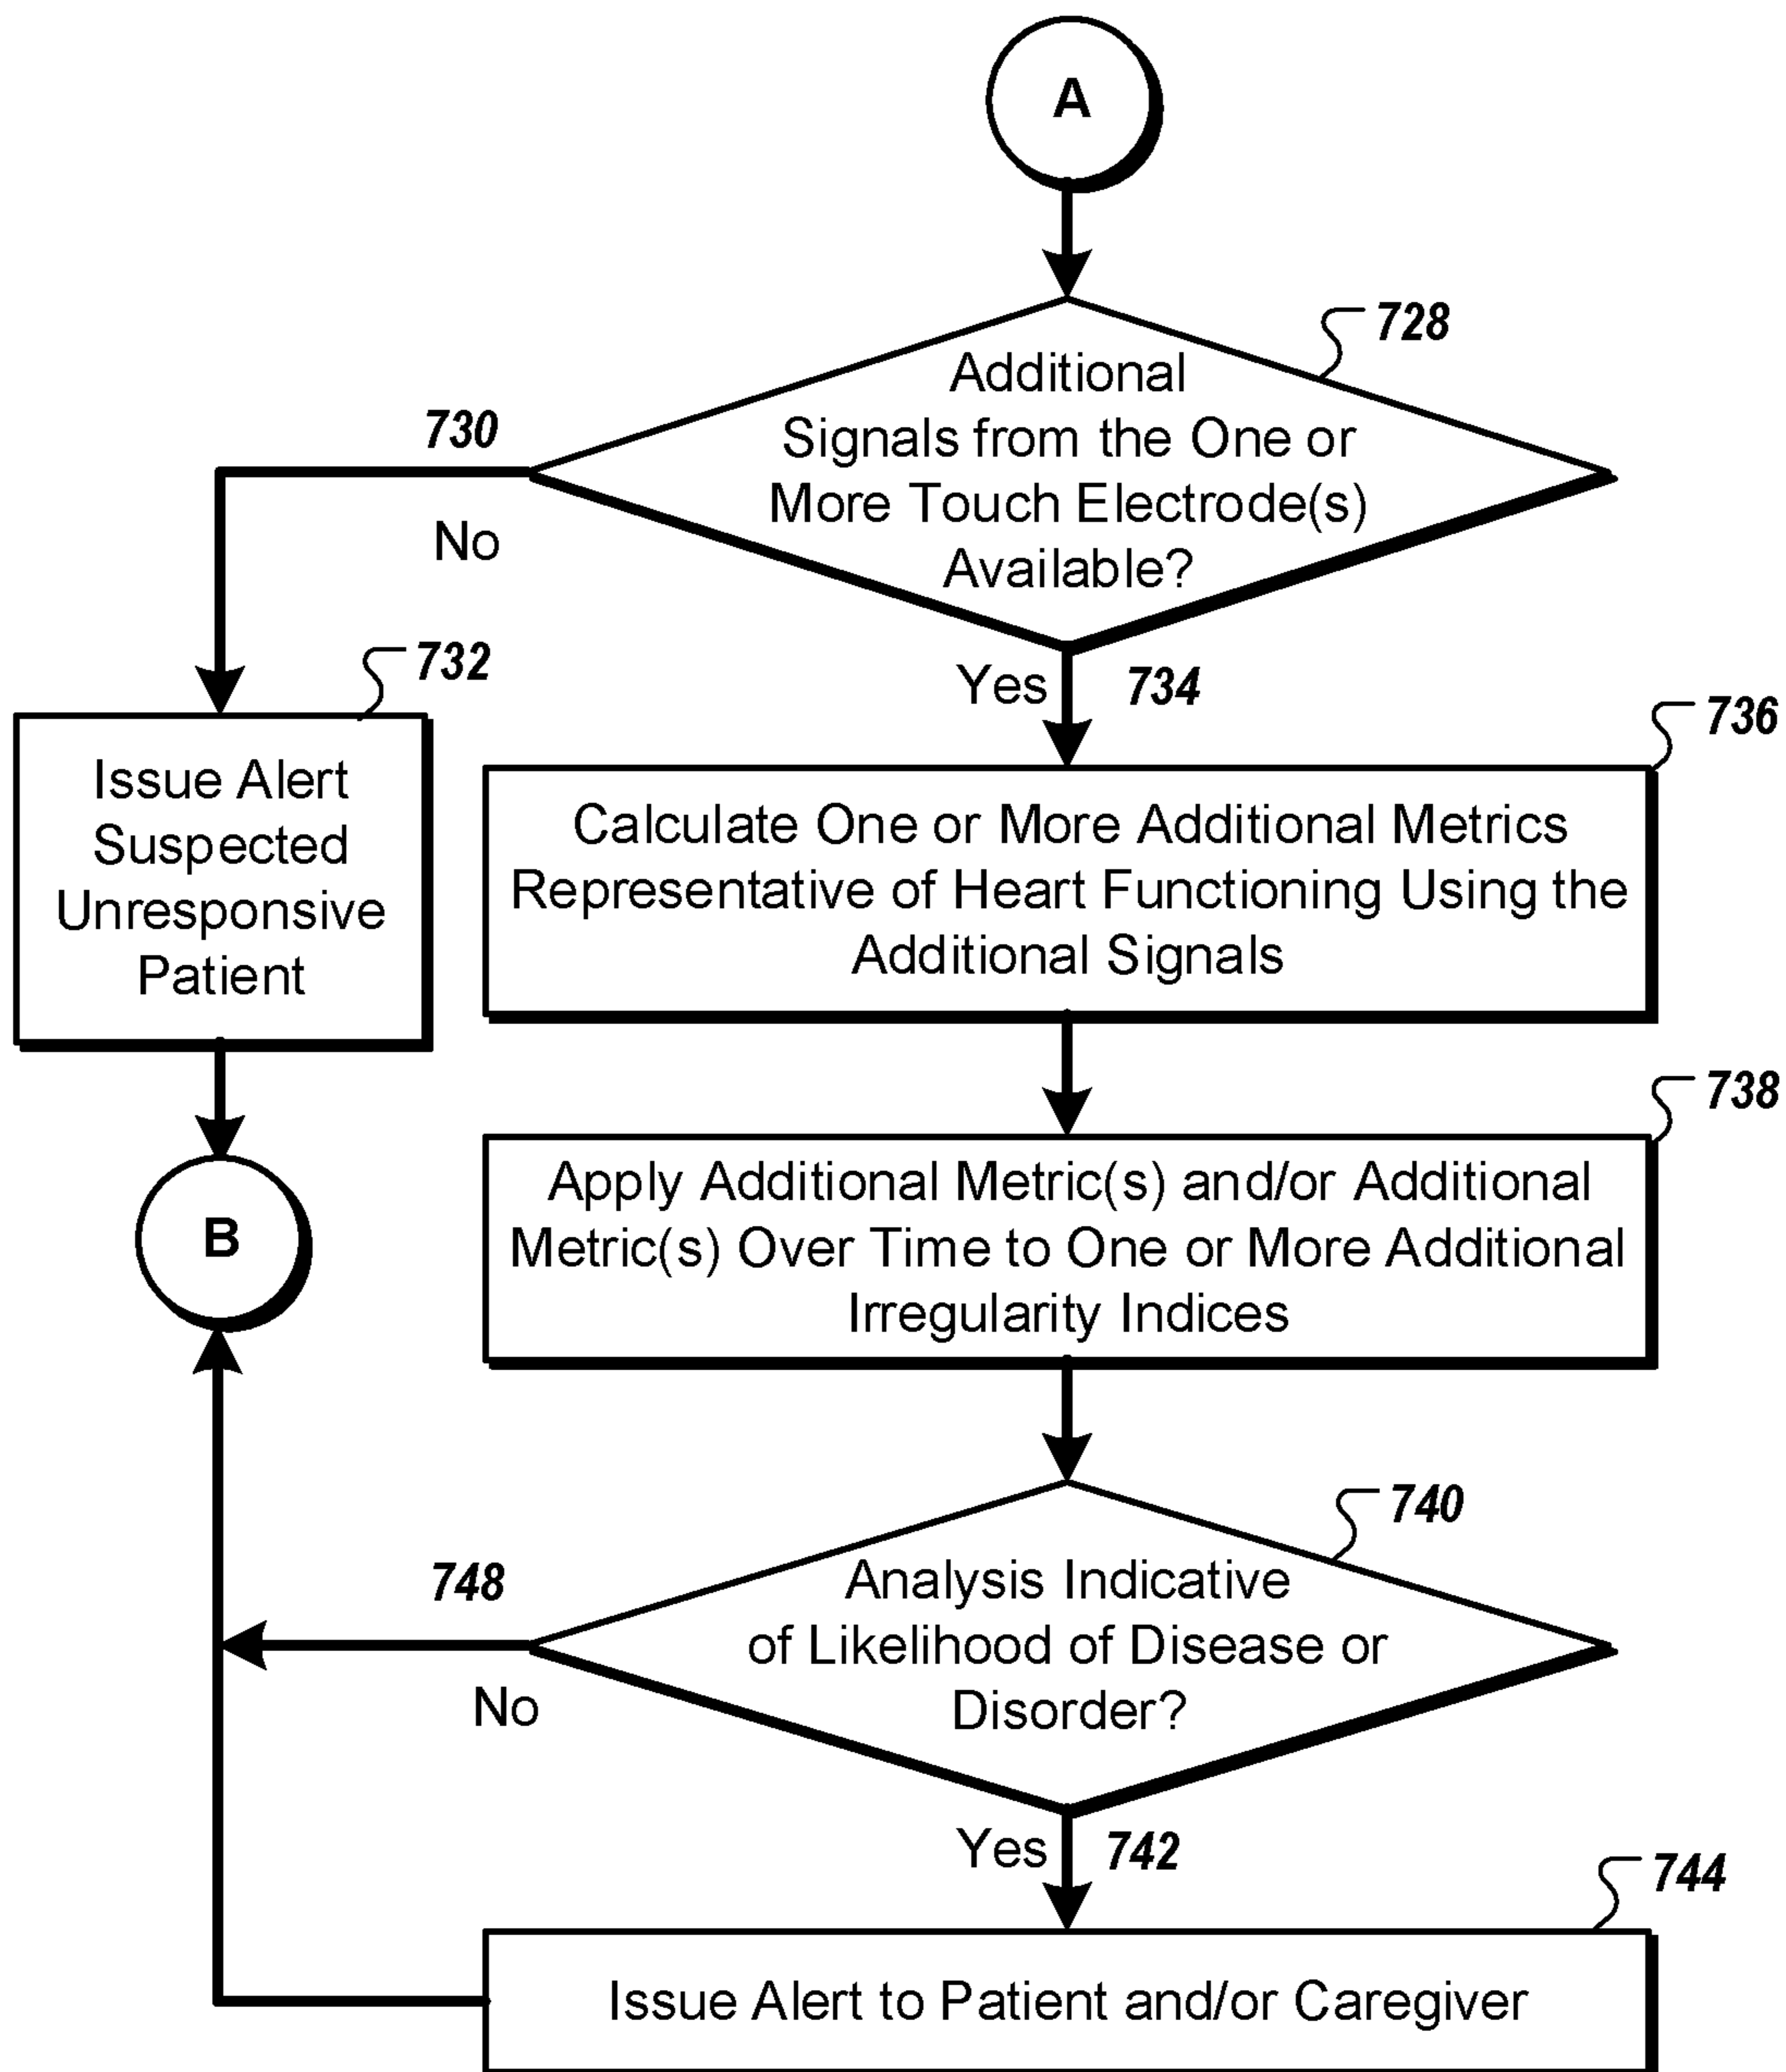 A
728
Additional
Signals from the One or
More Touch Electrode(s)
Available?
730
No
732
Issue Alert
Suspected
Unresponsive
Patient
Yes
734
736
Calculate One or More Additional Metrics
Representative of Heart Functioning Using the
Additional Signals
738
Apply Additional Metric(s) and/or Additional
Metric(s) Over Time to One or More Additional
Irregularity Indices
B
740
Analysis Indicative
of Likelihood of Disease or
Disorder?
748
No
Yes
742
744
Issue Alert to Patient and/or Caregiver